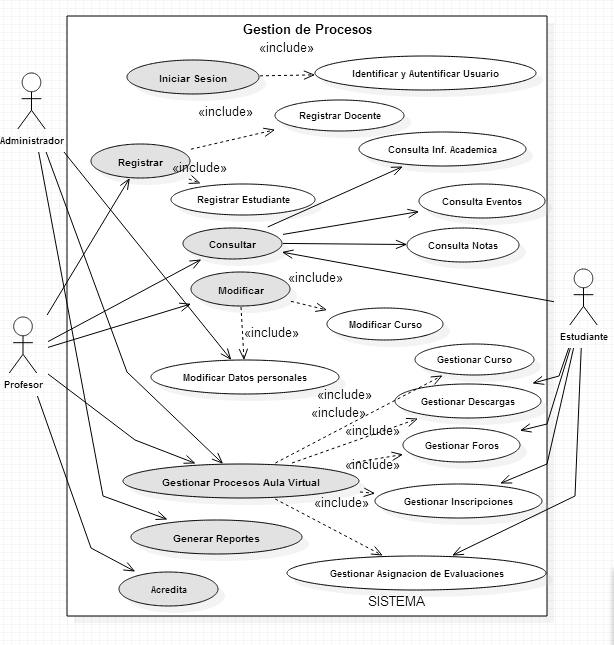 Gestion de Procesos
«include»
Iniciar Sesion
Identificar y Autentificar Usuario
Administrador
«include»
Registrar Docente
Registrar
«include»
Consulta Inf. Academica
Registrar Estudiante
Consulta Eventos
Consultar
Consulta Notas
Modificar
«include»
Modificar Curso
«include»
Estudiante
Profesor
Gestionar Curso
Modificar Datos personales
«include»
Gestionar Descargas
«include»
«include»
Gestionar Foros
«include»
Gestionar Procesos Aula Virtual
«include»
Gestionar Inscripciones
Generar Reportes
Gestionar Asignacion de Evaluaciones
Acredita
SISTEMA